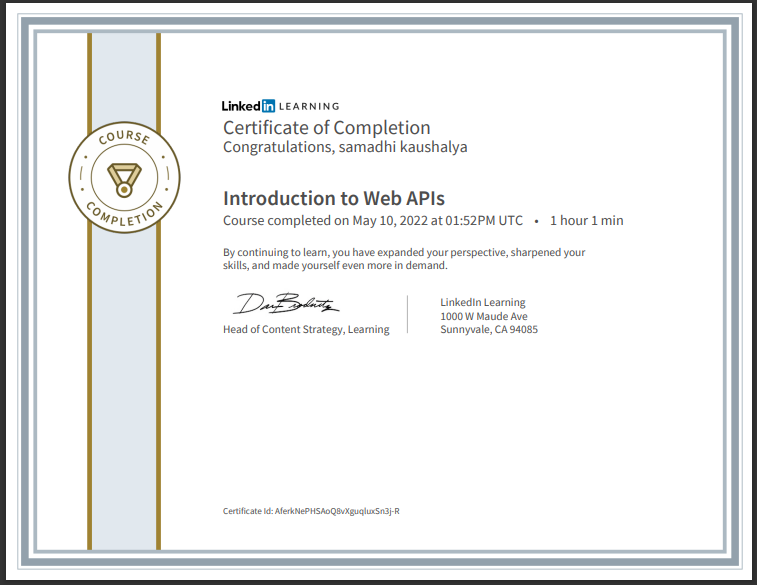 COURSE
COMPLETION
Linked in LEARNING
Certificate of Completion
Congratulations, samadhi kaushalya
Introduction to Web APIs
Course completed on May 10, 2022 at 01:52PM UTC • 1 hour 1 min
By continuing to learn, you have expanded your perspective, sharpened your
skills, and made yourself even more in demand.
Head of Content Strategy, Learning
LinkedIn Learning
1000 W Maude Ave
Sunnyvale, CA 94085
Certificate Id: AferkNePHSAoQ8vXguqluxSn3j-R